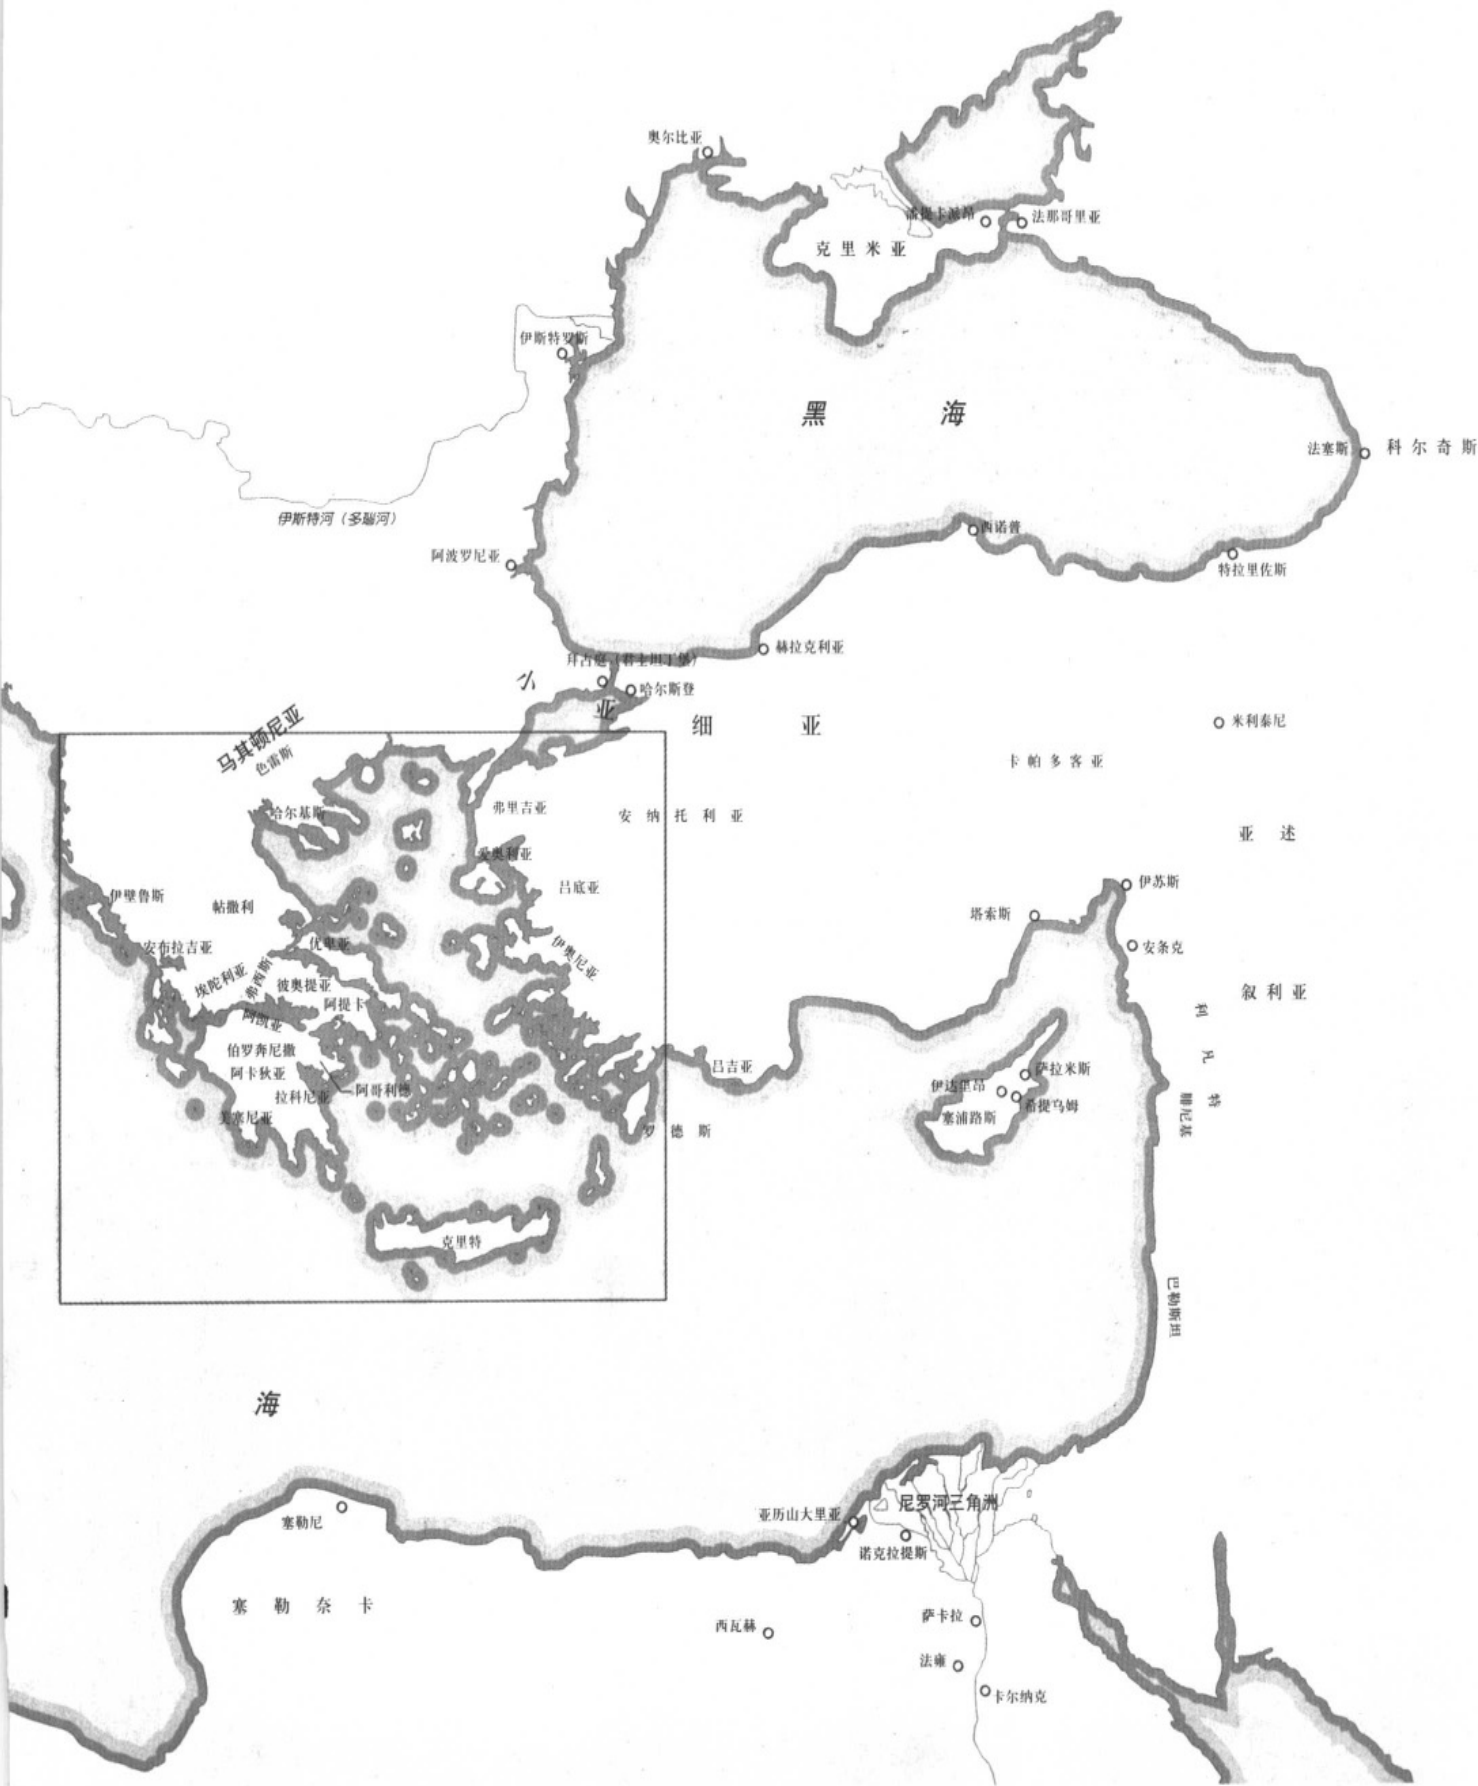 奥尔比亚
潘提卡派昂
法那哥里亚
克里米亚
伊斯特罗斯
黑海
法塞斯
科尔奇斯
伊斯特河(多瑙河)
西诺普
阿波罗尼亚
特拉里佐斯
赫拉克利亚
拜占庭(君士坦丁堡)
哈尔斯登
小亚细亚
米利泰尼
马其顿尼亚
色雷斯
卡帕多客亚
弗里吉亚
安纳托利亚
哈尔基斯
亚述
爱奥利亚
吕底亚
伊苏斯
伊壁鲁斯
帖撒利
塔索斯
优卑亚
安布拉吉亚
伊奥尼亚
安条克
埃陀利亚
弗西斯
彼奥提亚
阿提卡
叙利亚
利凡特
阿凯亚
伯罗奔尼撒
阿卡狄亚
吕吉亚
萨拉米斯
伊达里昂
阿哥利德
拉科尼亚
希提乌姆
腓尼基
美塞尼亚
塞浦路斯
罗德斯
克里特
巴勒斯坦
海
尼罗河三角洲
塞勒尼
亚历山大里亚
诺克拉提斯
塞勒奈卡
西瓦赫
萨卡拉
法雍
卡尔纳克